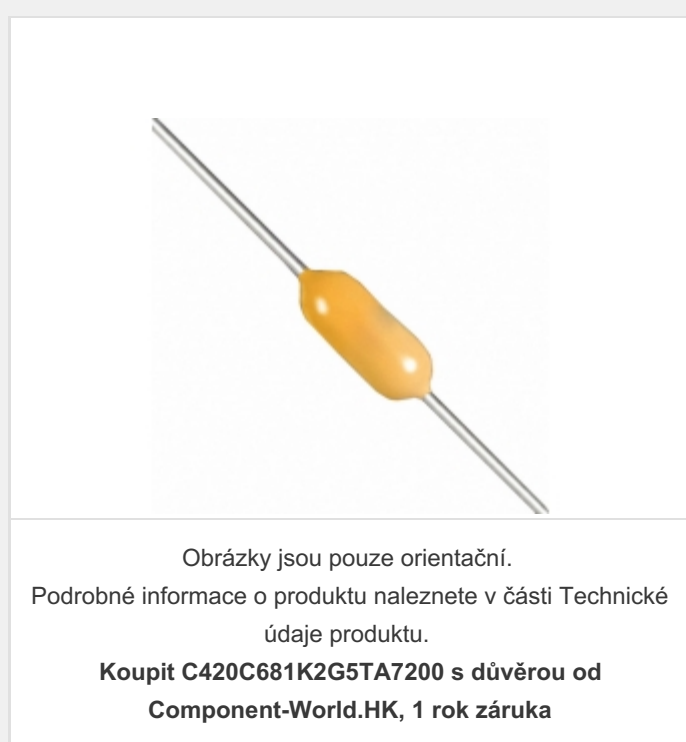 Obrázky jsou pouze orientační.
Podrobné informace o produktu naleznete v části Technické
údaje produktu.
Koupit C420C681K2G5TA7200 s důvěrou od
Component-World.HK, 1 rok záruka